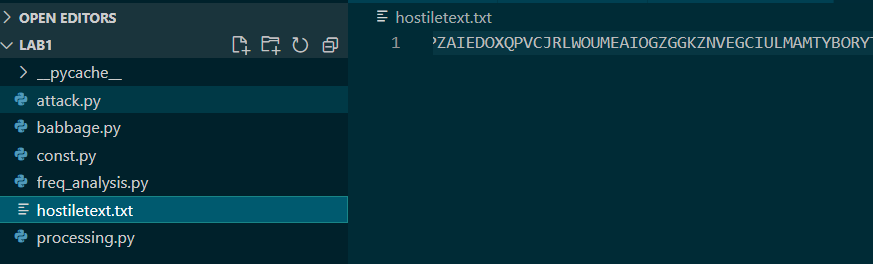 OPEN EDITORS
LAB1
__pycache__
attack.py
babbage.py
const.py
freq_analysis.py
hostiletext.txt
processing.py
hostiletext.txt
1 PZAIEDOXQPVCJRLWOUMEAIOGZGGKZNVEGCIULMAMTYBORY